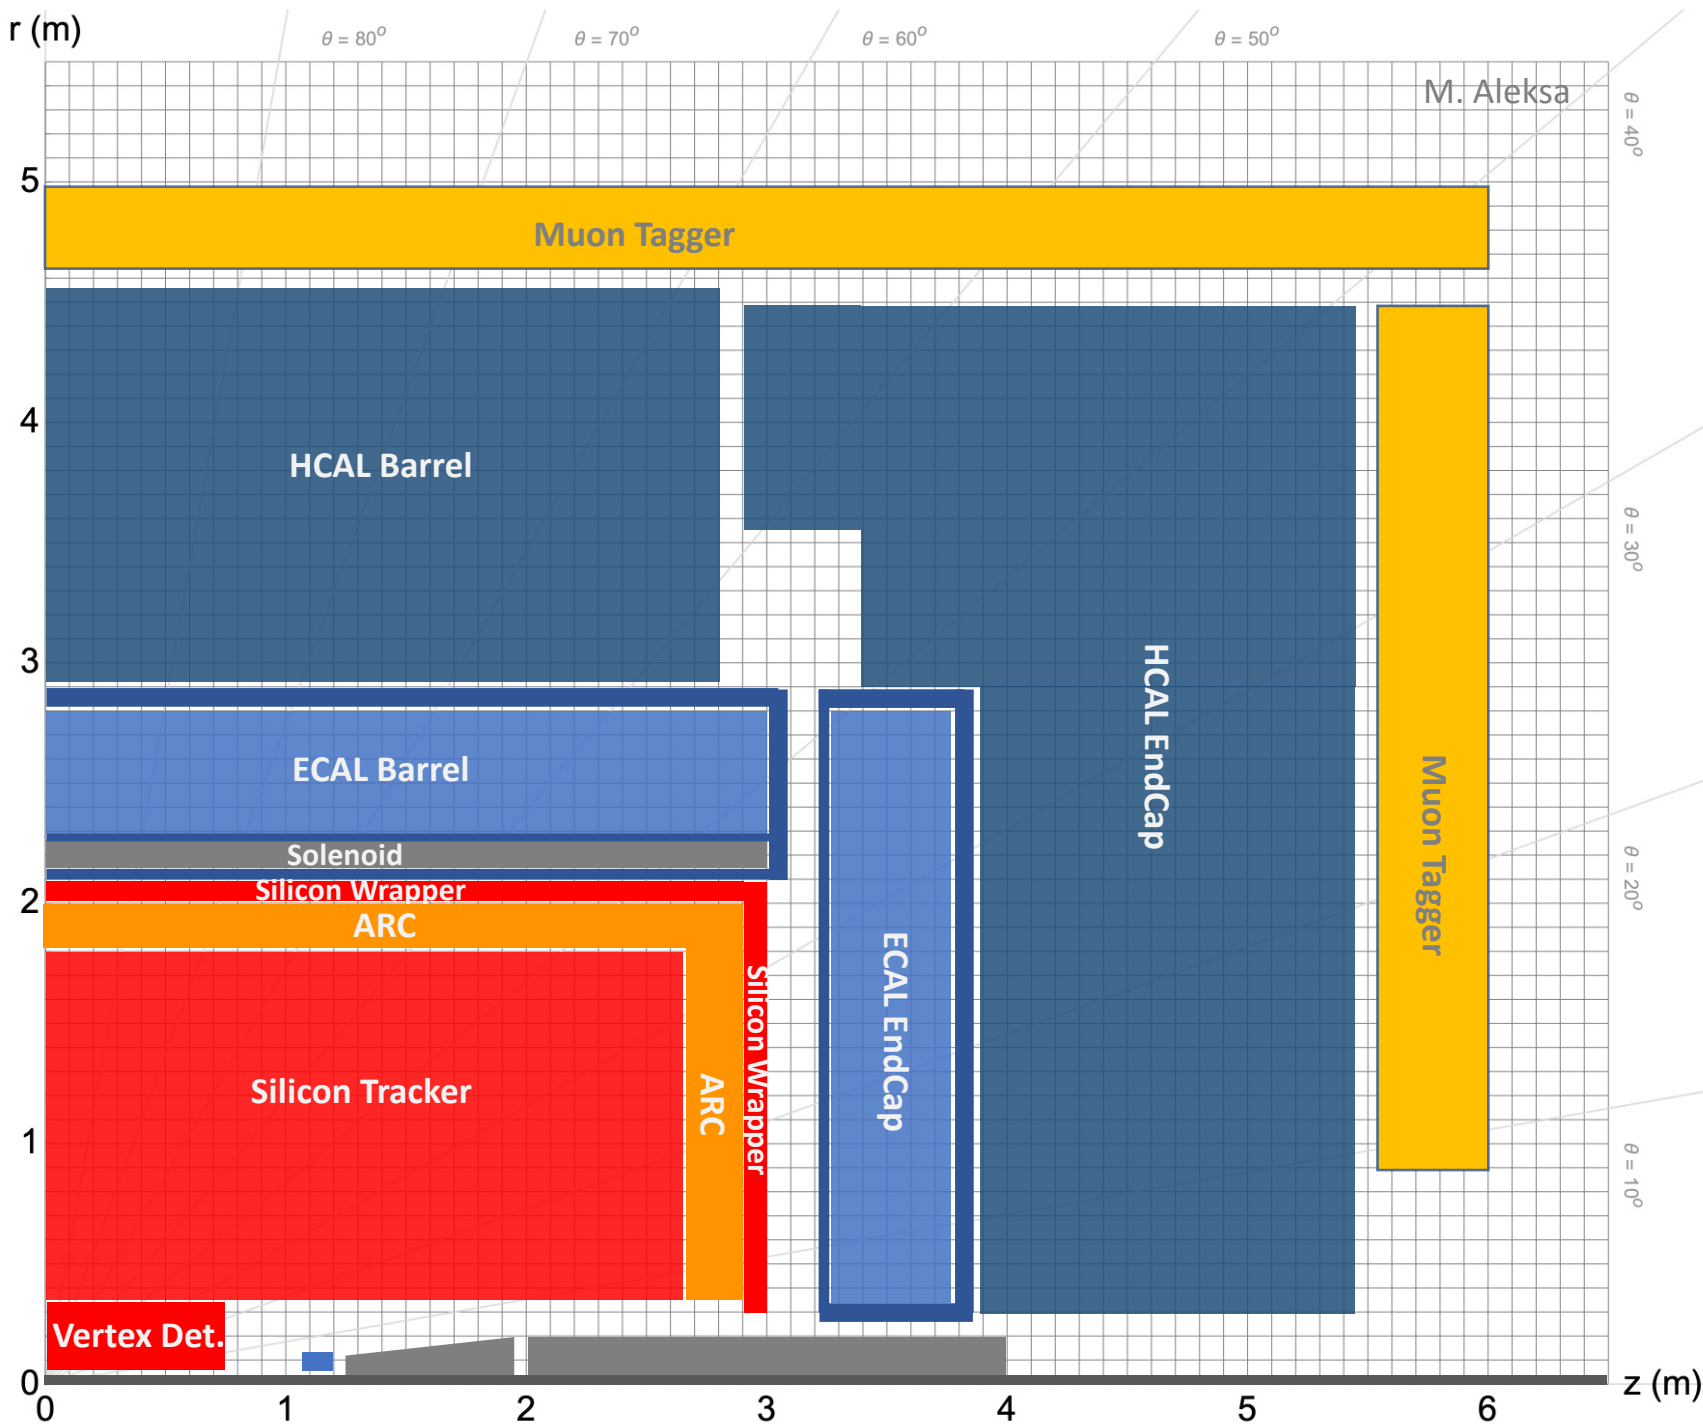 r (m)
θ = 80°
θ = 70°
θ = 60°
θ = 50°
M. Aleksa
θ = 40°
5
Muon Tagger
4
HCAL Barrel
θ = 30°
3
HCAL EndCap
ECAL Barrel
Muon Tagger
Solenoid
Silicon Wrapper
θ = 20°
2
ARC
ECAL EndCap
Silicon Wrapper
Silicon Tracker
ARC
1
θ = 10°
Vertex Det.
0
z (m)
0 1 2 3 4 5 6